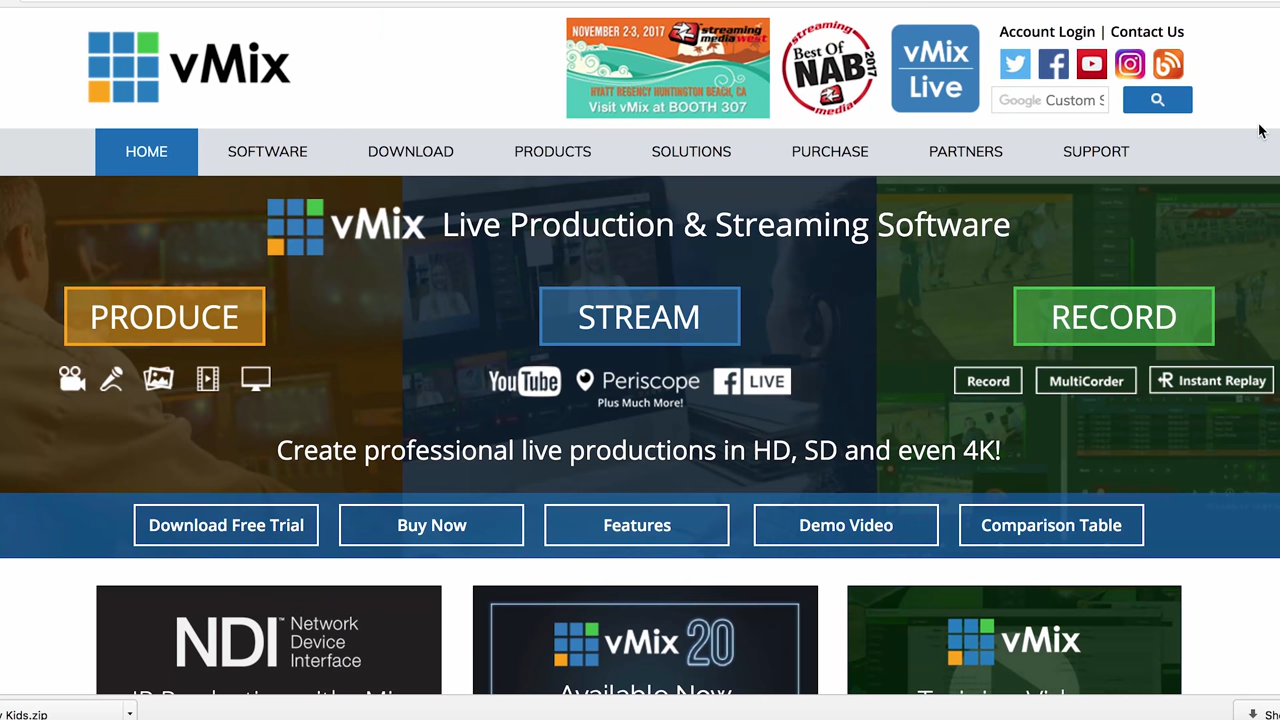 vMix
NOVEMBER 2-3, 2017
streaming
media west
HYATT REGENCY HUNTINGTON BEACH, CA
Visit vMix at BOOTH 307
streaming
Best Of
NAB
2017
media
vMix
Live
Account Login | Contact Us
Google Custom S
HOME SOFTWARE DOWNLOAD PRODUCTS SOLUTIONS PURCHASE PARTNERS SUPPORT
vMix Live Production & Streaming Software
PRODUCE STREAM RECORD
YouTube Periscope f LIVE
Plus Much More!
Record MultiCorder R Instant Replay
Create professional live productions in HD, SD and even 4K!
Download Free Trial Buy Now Features Demo Video Comparison Table
NDI™ Network
Device
Interface
vMix 20
Available Now
vMix
y Kids.zip
Sh